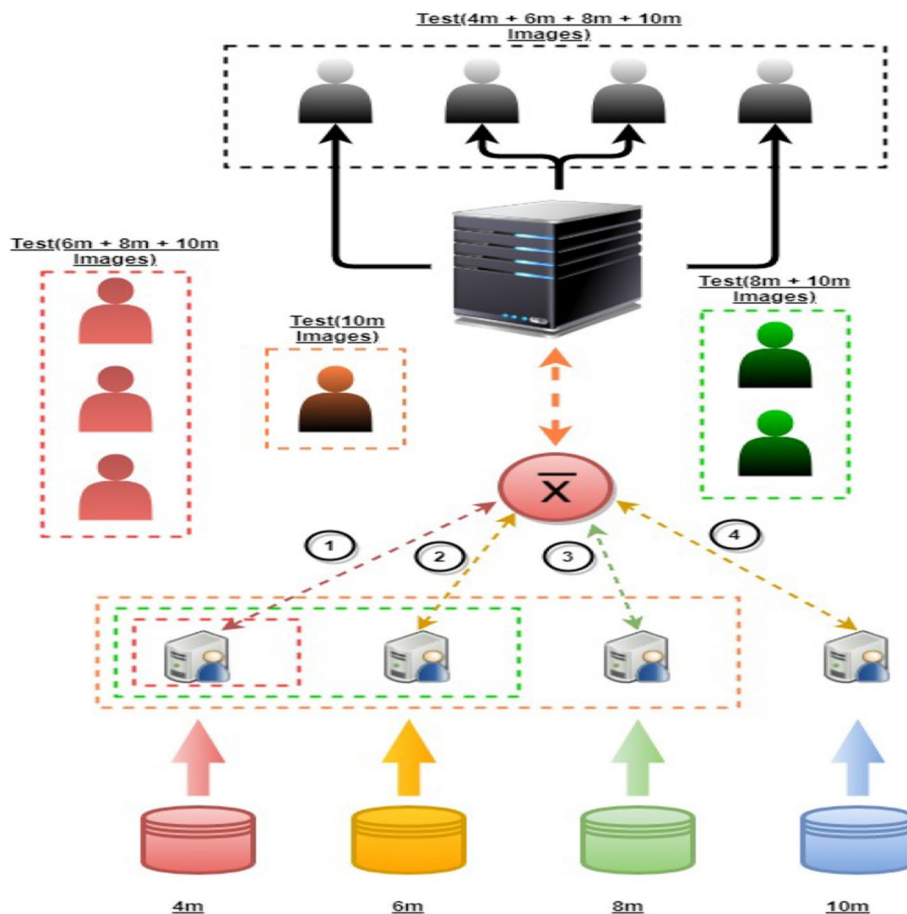 Test(4m + 6m + 8m + 10m
Images)
Test(6m + 8m + 10m
Images)
Test(10m
Images)
Test(8m + 10m
Images)
X
1
2
3
4
4m
6m
8m
10m